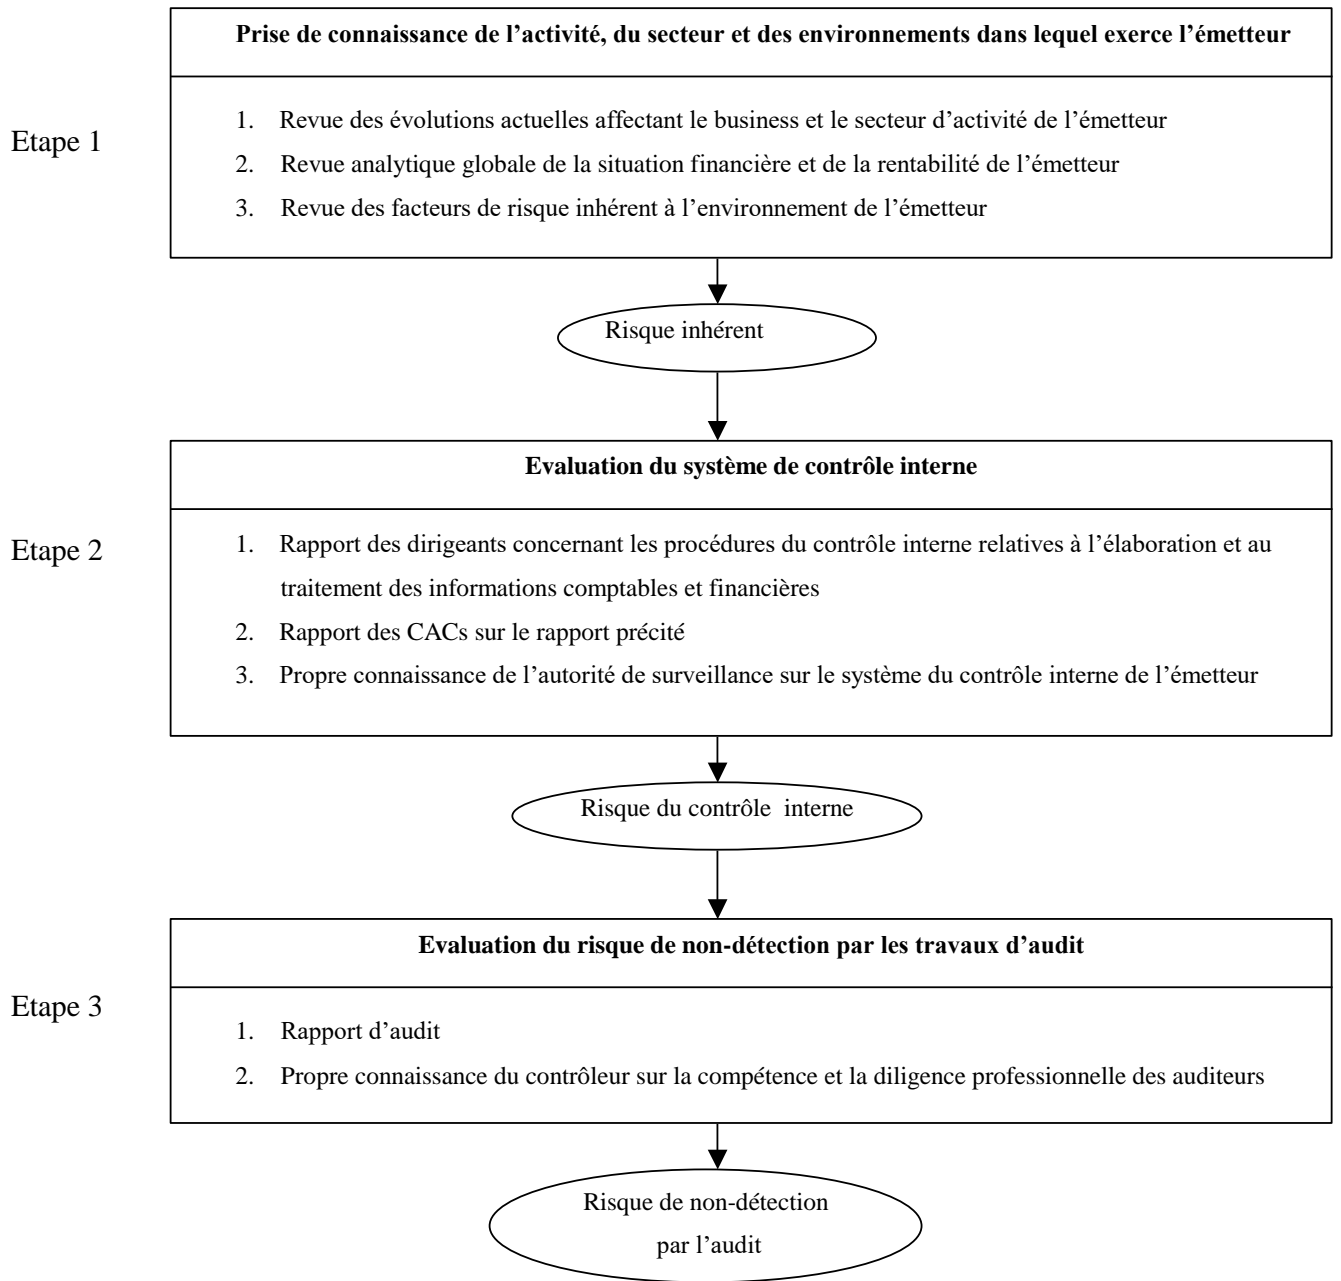 Prise de connaissance de l’activité, du secteur et des environnements dans lequel exerce l’émetteur
Etape 1
1. Revue des évolutions actuelles affectant le business et le secteur d’activité de l’émetteur
2. Revue analytique globale de la situation financière et de la rentabilité de l’émetteur
3. Revue des facteurs de risque inhérent à l’environnement de l’émetteur
Risque inhérent
Evaluation du système de contrôle interne
Etape 2
1. Rapport des dirigeants concernant les procédures du contrôle interne relatives à l’élaboration et au
traitement des informations comptables et financières
2. Rapport des CACs sur le rapport précité
3. Propre connaissance de l’autorité de surveillance sur le système du contrôle interne de l’émetteur
Risque du contrôle interne
Evaluation du risque de non-détection par les travaux d’audit
Etape 3
1. Rapport d’audit
2. Propre connaissance du contrôleur sur la compétence et la diligence professionnelle des auditeurs
Risque de non-détection
par l’audit